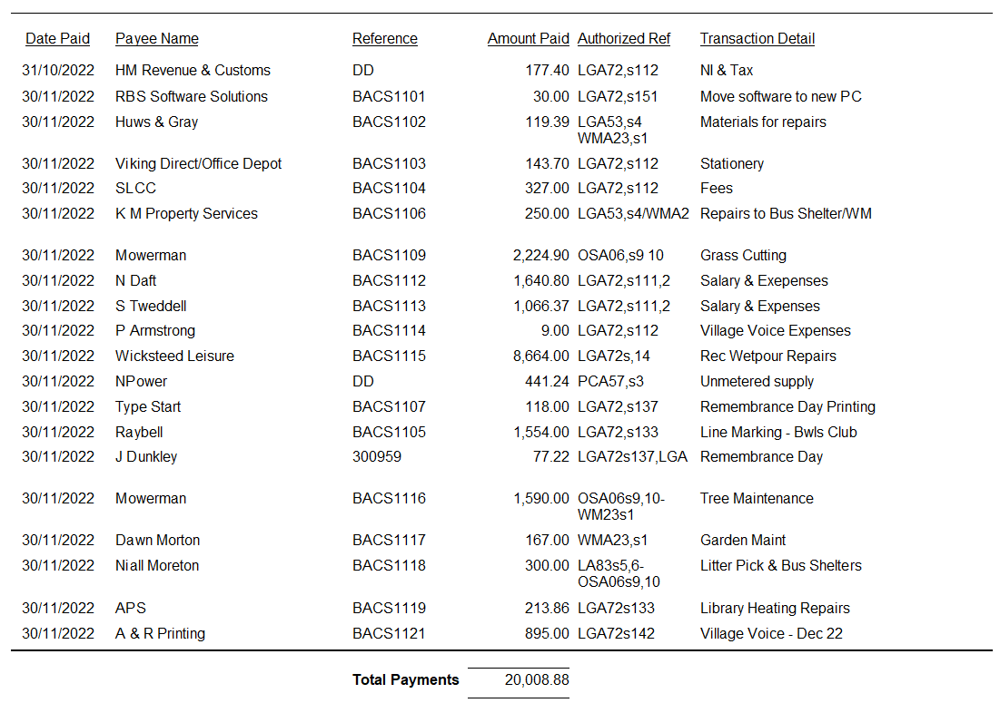 Date Paid Payee Name Reference Amount Paid Authorized Ref Transaction Detail
31/10/2022 HM Revenue & Customs DD 177.40 LGA72,s112 NI & Tax
30/11/2022 RBS Software Solutions BACS1101 30.00 LGA72,s151 Move software to new PC
30/11/2022 Huws & Gray BACS1102 119.39 LGA53,s4 Materials for repairs
WMA23,s1
30/11/2022 Viking Direct/Office Depot BACS1103 143.70 LGA72,s112 Stationery
30/11/2022 SLCC BACS1104 327.00 LGA72,s112 Fees
30/11/2022 K M Property Services BACS1106 250.00 LGA53,s4/WMA2 Repairs to Bus Shelter/WM
30/11/2022 Mowerman BACS1109 2,224.90 OSA06,s9 10 Grass Cutting
30/11/2022 N Daft BACS1112 1,640.80 LGA72,s111,2 Salary & Exepenses
30/11/2022 S Tweddell BACS1113 1,066.37 LGA72,s111,2 Salary & Expenses
30/11/2022 P Armstrong BACS1114 9.00 LGA72,s112 Village Voice Expenses
30/11/2022 Wicksteed Leisure BACS1115 8,664.00 LGA72s,14 Rec Wetpour Repairs
30/11/2022 NPower DD 441.24 PCA57,s3 Unmetered supply
30/11/2022 Type Start BACS1107 118.00 LGA72,s137 Remembrance Day Printing
30/11/2022 Raybell BACS1105 1,554.00 LGA72,s133 Line Marking - Bwls Club
30/11/2022 J Dunkley 300959 77.22 LGA72s137,LGA Remembrance Day
30/11/2022 Mowerman BACS1116 1,590.00 OSA06s9,10- Tree Maintenance
WM23s1
30/11/2022 Dawn Morton BACS1117 167.00 WMA23,s1 Garden Maint
30/11/2022 Niall Moreton BACS1118 300.00 LA83s5,6- Litter Pick & Bus Shelters
OSA06s9,10
30/11/2022 APS BACS1119 213.86 LGA72s133 Library Heating Repairs
30/11/2022 A & R Printing BACS1121 895.00 LGA72s142 Village Voice - Dec 22
Total Payments 20,008.88